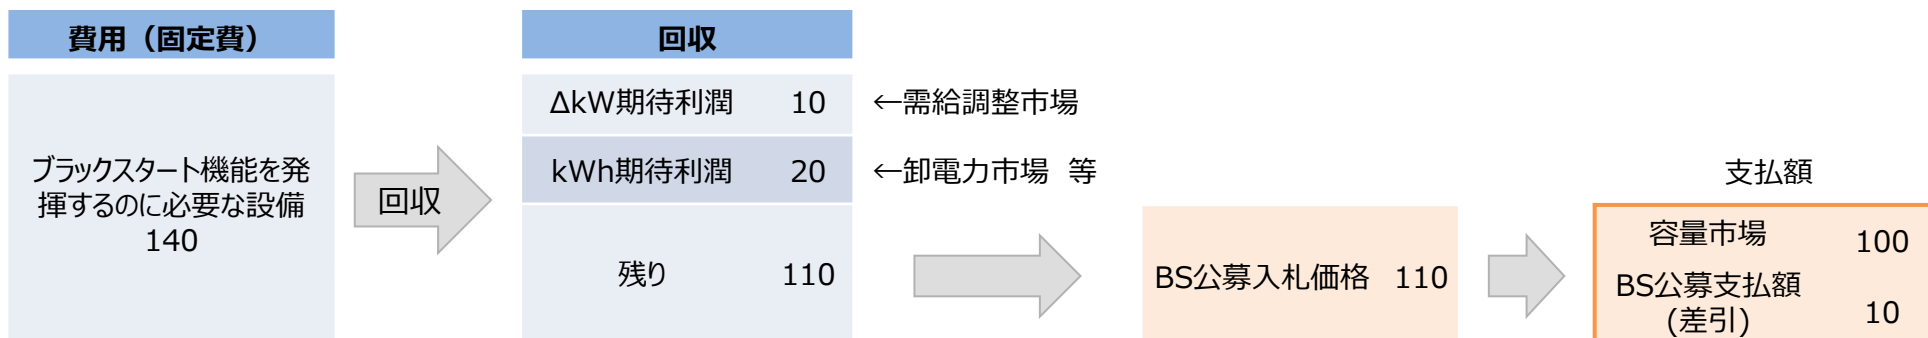 費用（固定費）
回収
ブラックスタート機能を発
揮するのに必要な設備
140
回収
ΔkW期待利潤 10
←需給調整市場
kWh期待利潤 20
←卸電力市場 等
残り 110
BS公募入札価格 110
支払額
容量市場 100
BS公募支払額
(差引) 10